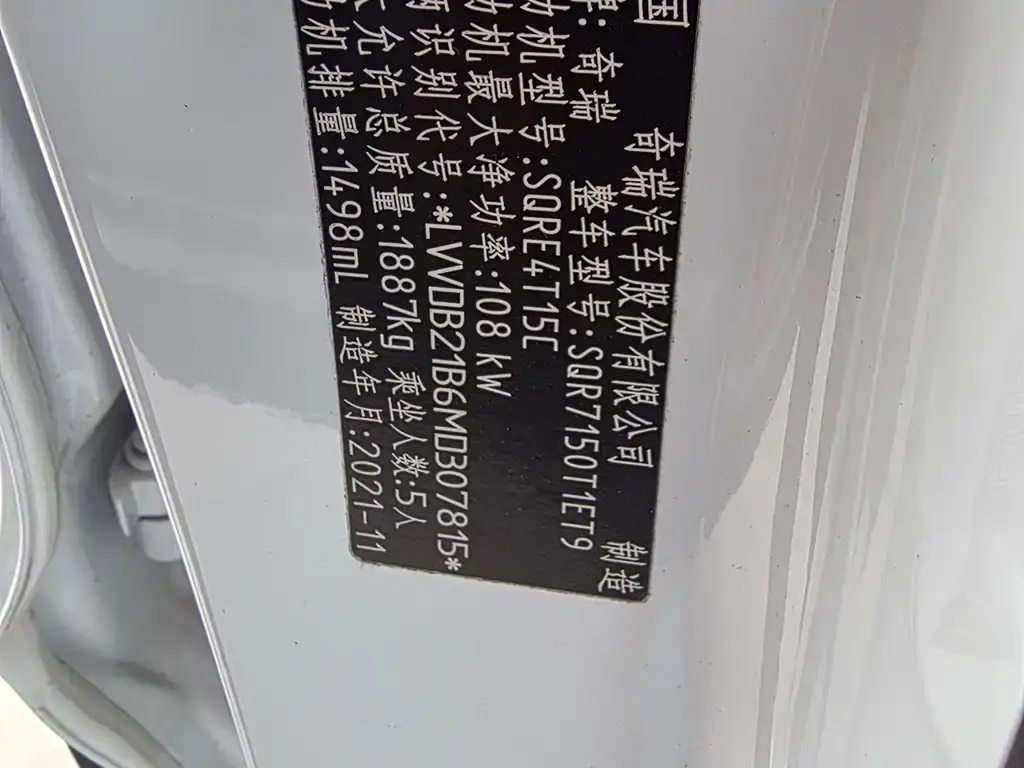 国 奇瑞汽车股份有限公司 制造
牌: 奇瑞 整车型号:SQR7150T1ET9
动机型号:SQRE4T15C
动机最大净功率:108 kW
辆识别代号:*LVVDB21B6MD307815*
大允许总质量:1887kg 乘坐人数:5人
动机排量:1498mL 制造年月:2021-11